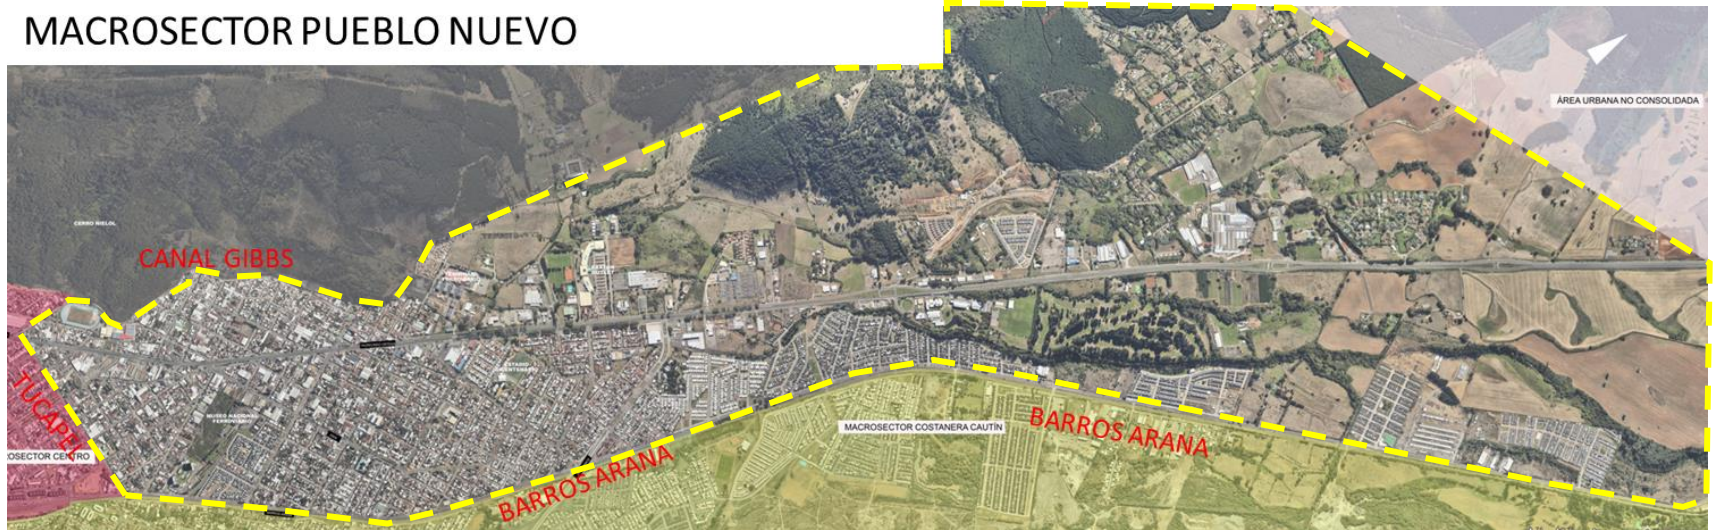 MACROSECTOR PUEBLO NUEVO
ÁREA URBANA NO CONSOLIDADA
CERRO ÑIELOL
CANAL GIBBS
TUCAPEL
MUSEO NACIONAL
FERROVIARIO
MACROSECTOR COSTANERA CAUTÍN
BARROS ARANA
ROSECTOR CENTRO
BARROS ARANA